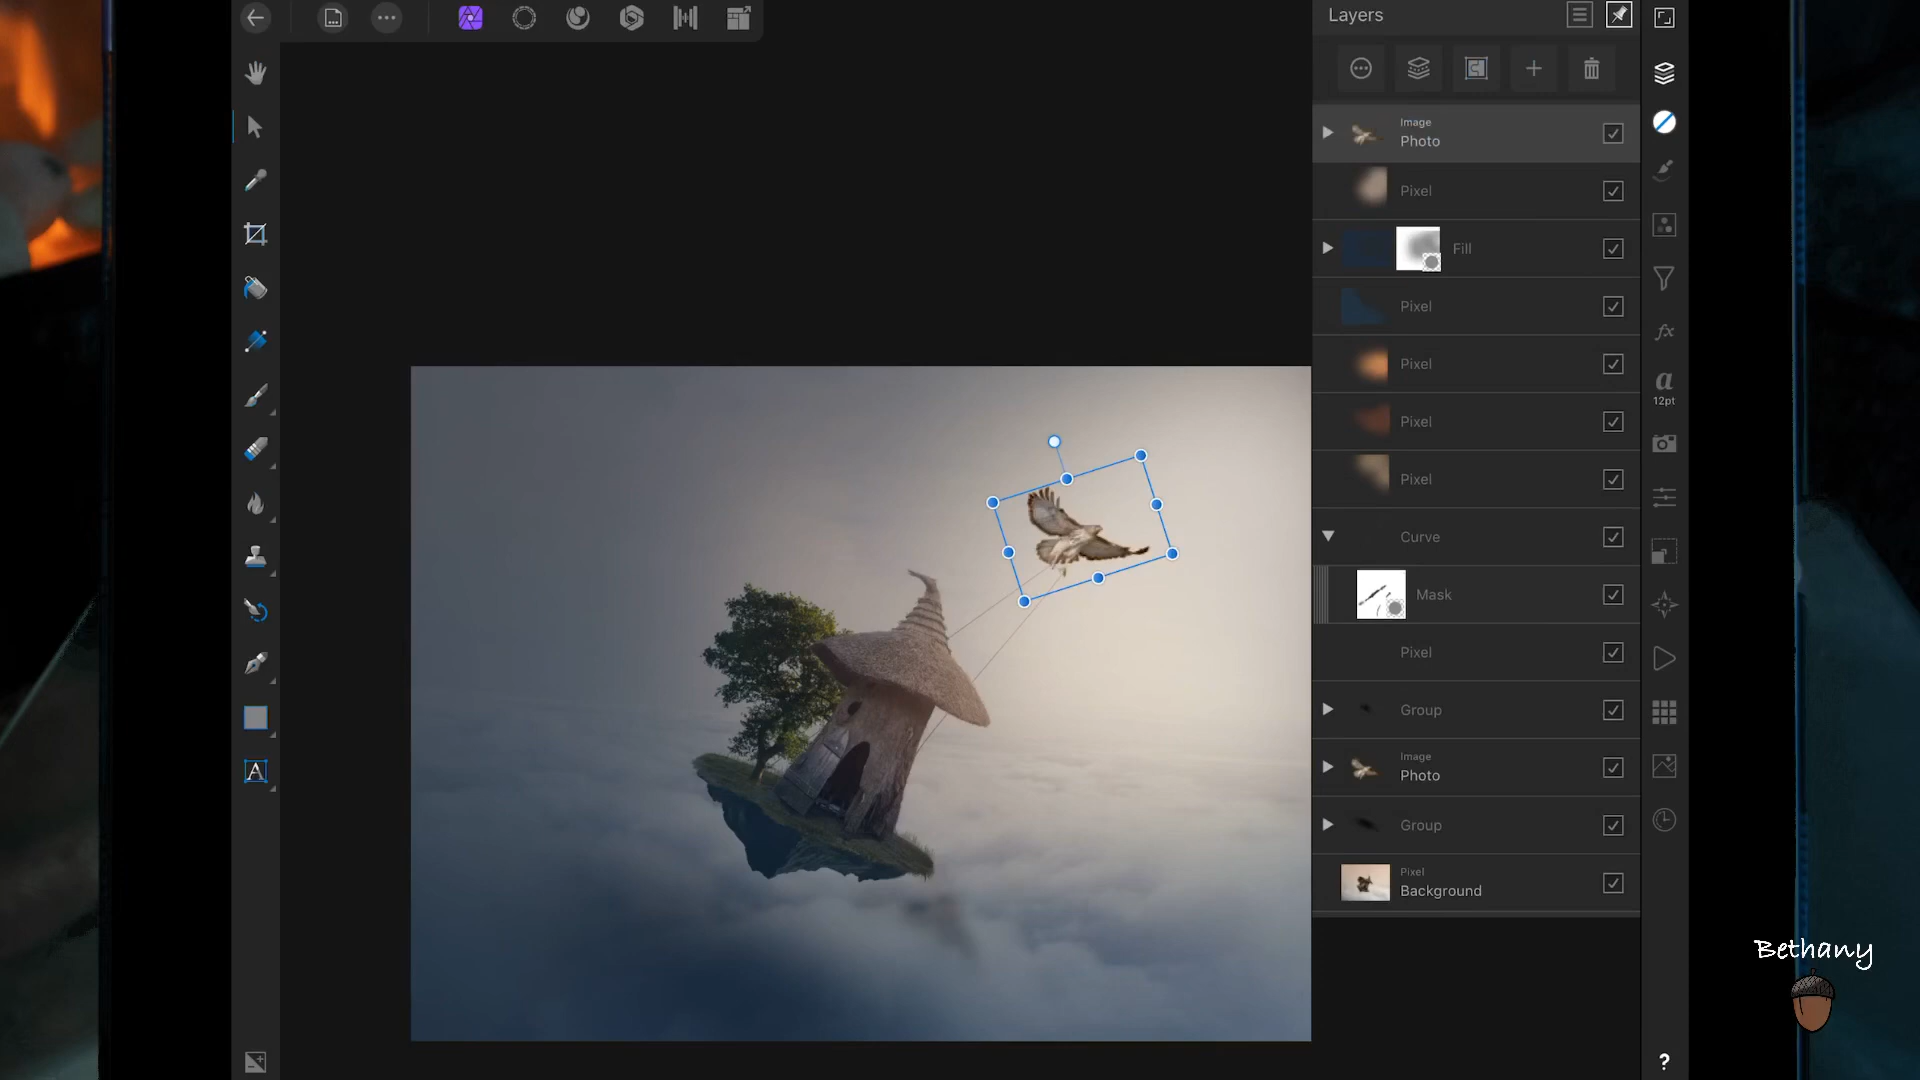 Layers
Image
Photo
Pixel
Fill
Pixel
Pixel
Pixel
Pixel
Curve
Mask
Pixel
Group
Image
Photo
Group
Pixel
Background
fx
a
12pt
A
?
Bethany